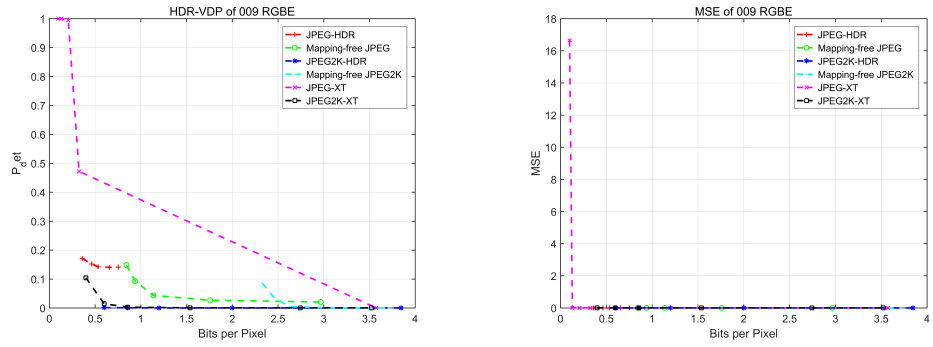 HDR-VDP of 009 RGBE
1
0.9
0.8
0.7
0.6
0.5
0.4
0.3
0.2
0.1
0
P_det
0 0.5 1 1.5 2 2.5 3 3.5 4
Bits per Pixel
JPEG-HDR
Mapping-free JPEG
JPEG2K-HDR
Mapping-free JPEG2K
JPEG-XT
JPEG2K-XT
MSE of 009 RGBE
18
16
14
12
10
8
6
4
2
0
MSE
0 0.5 1 1.5 2 2.5 3 3.5 4
Bits per Pixel
JPEG-HDR
Mapping-free JPEG
JPEG2K-HDR
Mapping-free JPEG2K
JPEG-XT
JPEG2K-XT